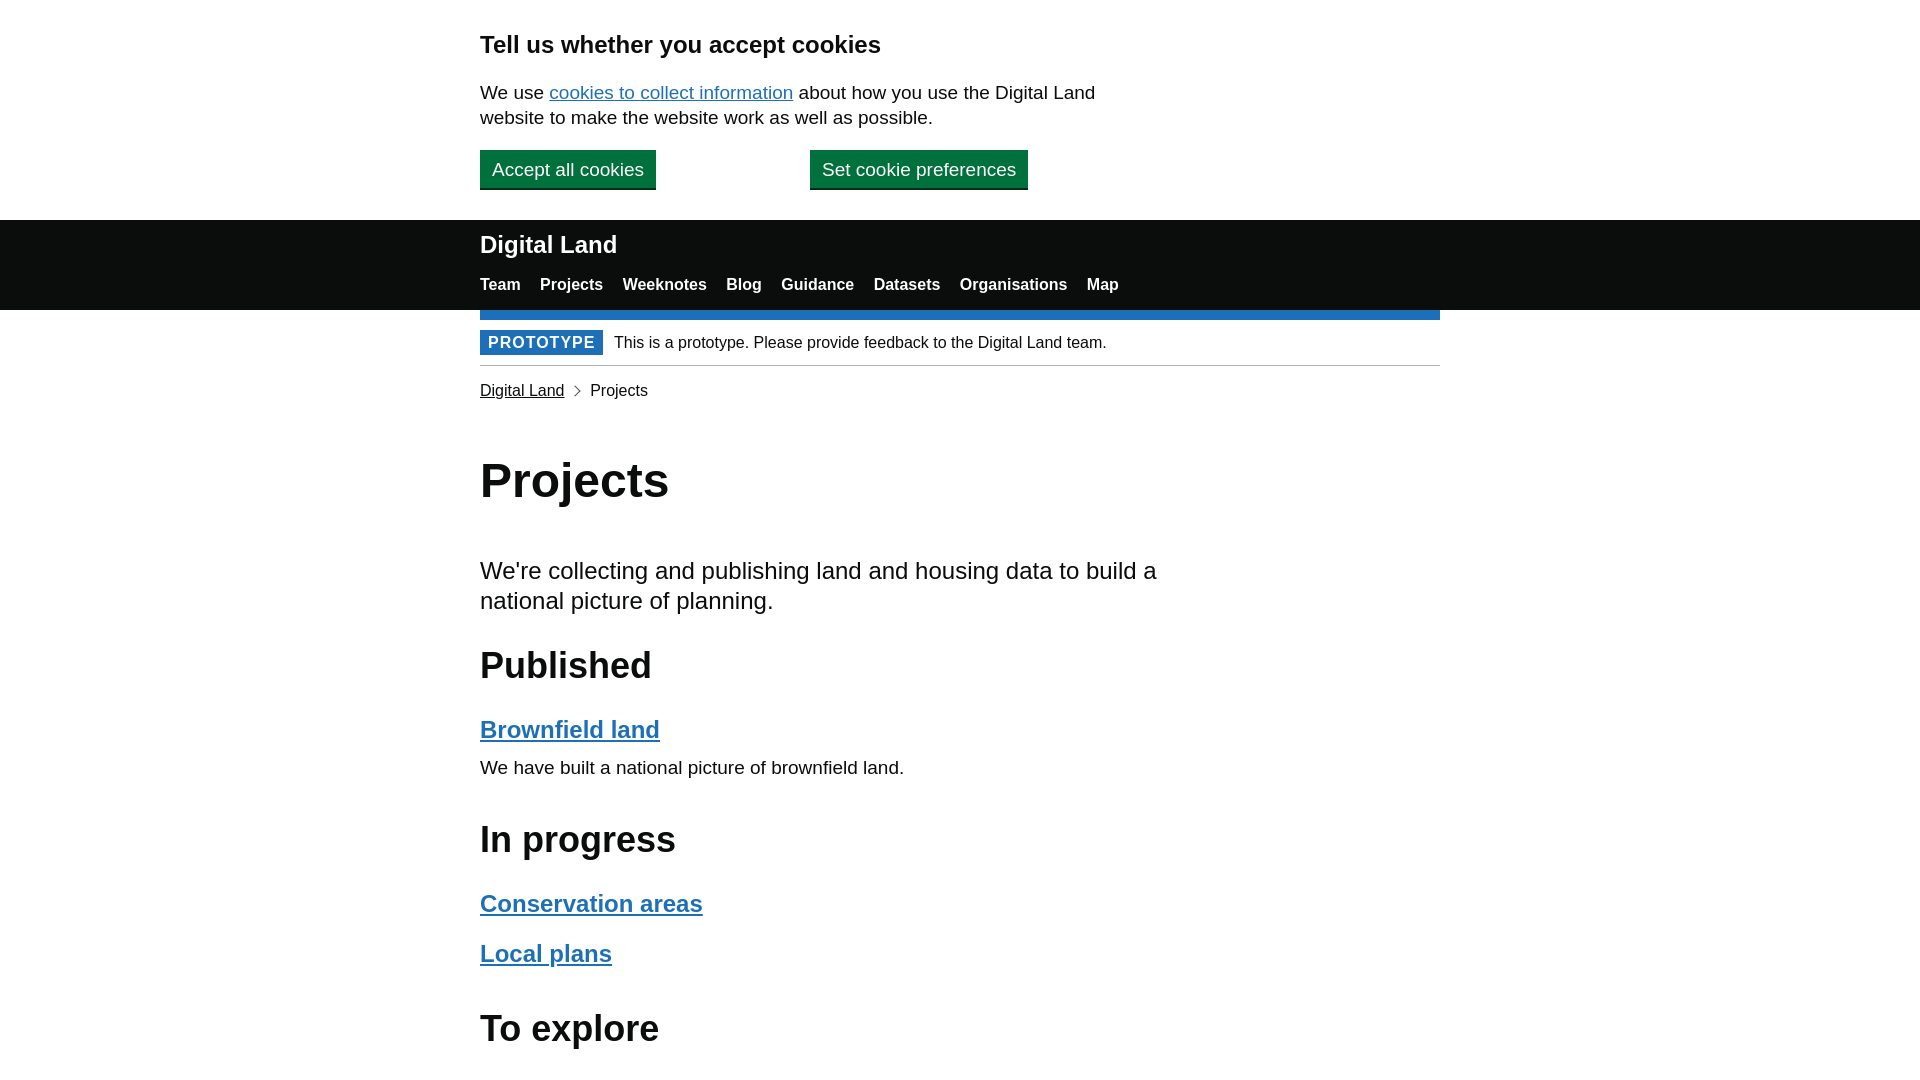 Tell us whether you accept cookies
We use cookies to collect information about how you use the Digital Land
website to make the website work as well as possible.
Accept all cookies
Set cookie preferences
Digital Land
Team Projects Weeknotes Blog Guidance Datasets Organisations Map
PROTOTYPE This is a prototype. Please provide feedback to the Digital Land team.
Digital Land Projects
Projects
We're collecting and publishing land and housing data to build a
national picture of planning.
Published
Brownfield land
We have built a national picture of brownfield land.
In progress
Conservation areas
Local plans
To explore